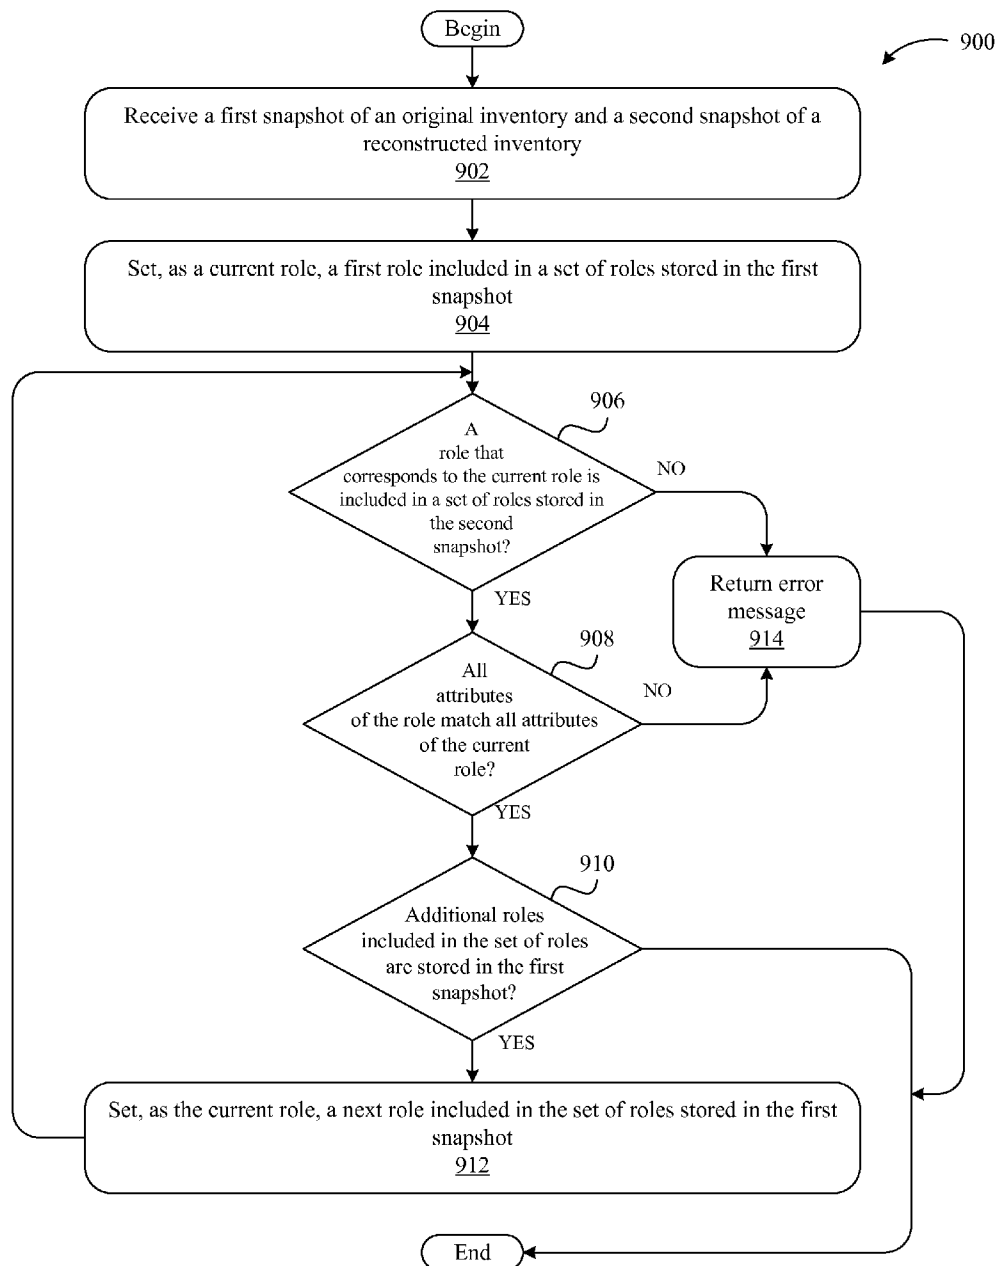 Begin
900
Receive a first snapshot of an original inventory and a second snapshot of a
reconstructed inventory
902
Set, as a current role, a first role included in a set of roles stored in the first
snapshot
904
906
A
role that
corresponds to the current role is
included in a set of roles stored in
the second
snapshot?
NO
YES
Return error
message
914
908
All
attributes
of the role match all attributes
of the current
role?
NO
YES
910
Additional roles
included in the set of roles
are stored in the first
snapshot?
YES
Set, as the current role, a next role included in the set of roles stored in the first
snapshot
912
End